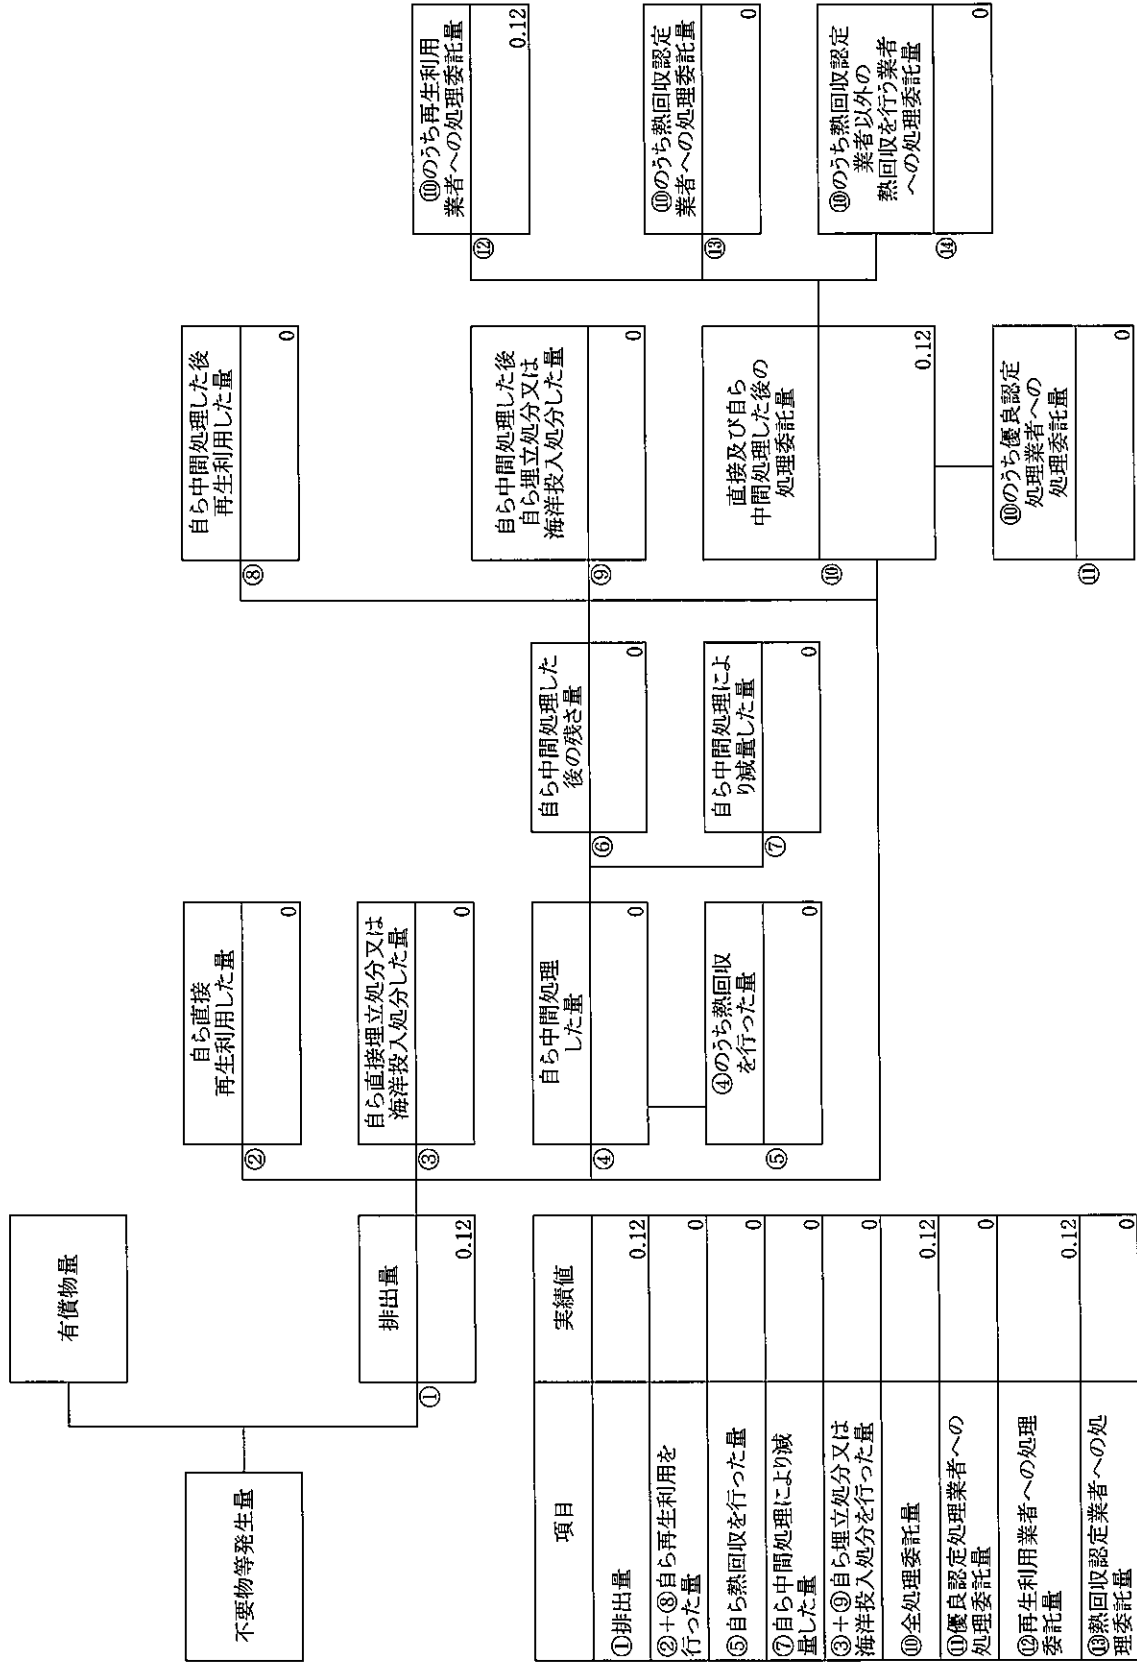 不要物等発生量
有償物量
①
排出量
0.12
②
自ら直接
再生利用した量
0
③
自ら直接埋立処分又は
海洋投入処分した量
0
④
自ら中間処理
した量
0
⑤
④のうち熱回収
を行った量
0
⑥
自ら中間処理した
後の残さ量
0
⑦
自ら中間処理によ
り減量した量
0
⑧
自ら中間処理した後
再生利用した量
0
⑨
自ら中間処理した後
自ら埋立処分又は
海洋投入処分した量
0
⑩
直接及び自ら
中間処理した後の
処理委託量
0.12
⑪
⑩のうち優良認定
処理業者への
処理委託量
0
⑫
⑩のうち再生利用
業者への処理委託量
0.12
⑬
⑩のうち熱回収認定
業者への処理委託量
0
⑭
⑩のうち熱回収認定
業者以外の
熱回収を行う業者
への処理委託量
0
項目 実績値
①排出量 0.12
②+⑧自ら再生利用を
行った量 0
⑤自ら熱回収を行った量 0
⑦自ら中間処理により減
量した量 0
③+⑨自ら埋立処分又は
海洋投入処分を行った量 0
⑩全処理委託量 0.12
⑪優良認定処理業者への
処理委託量 0
⑫再生利用業者への処理
委託量 0.12
⑬熱回収認定業者への処
理委託量 0